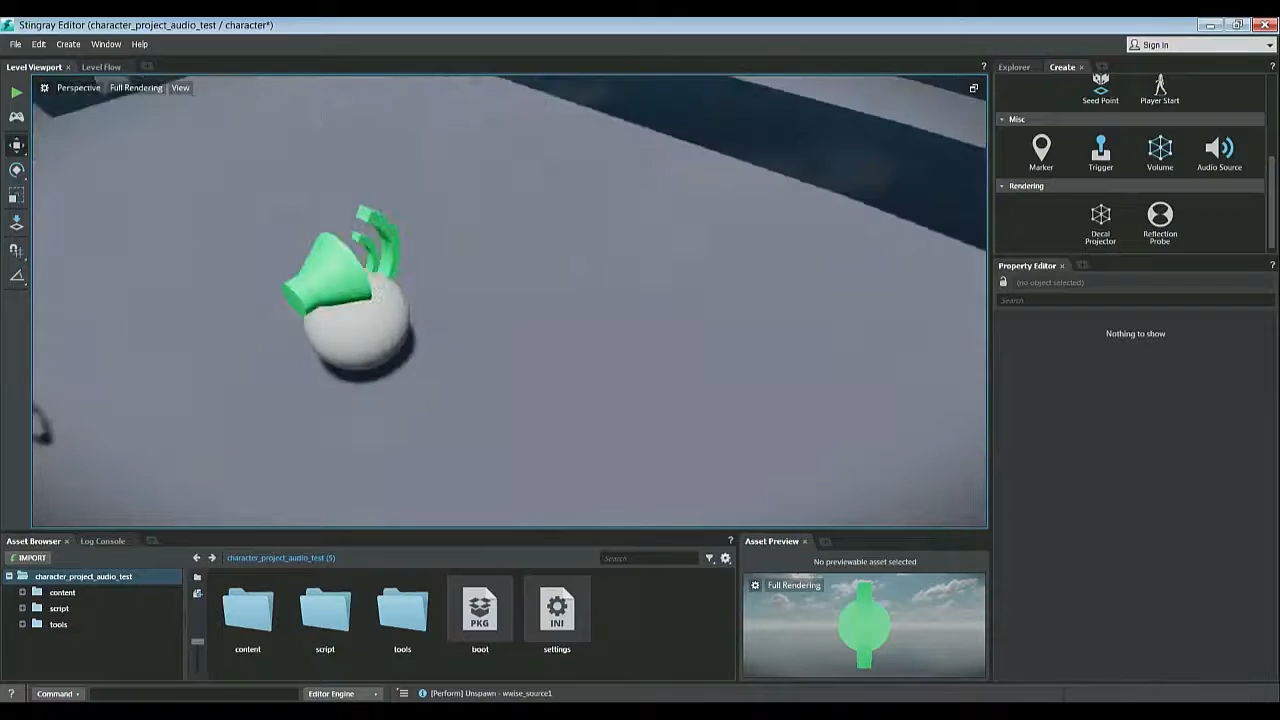 Stingray Editor (character_project_audio_test / character*)
File Edit Create Window Help
Sign In
Level Viewport × Level Flow ?
Explorer Create × ?
Perspective Full Rendering View
Seed Point Player Start
Misc
Marker Trigger Volume Audio Source
Rendering
Decal Projector Reflection Probe
Property Editor × ?
(no object selected)
Search
Nothing to show
Asset Browser × Log Console ?
Asset Preview ×
IMPORT
character_project_audio_test (5)
Search
No previewable asset selected
character_project_audio_test
content
script
tools
Full Rendering
PKG
INI
content script tools boot settings
? Command Editor Engine [Perform] Unspawn - wwise_source1